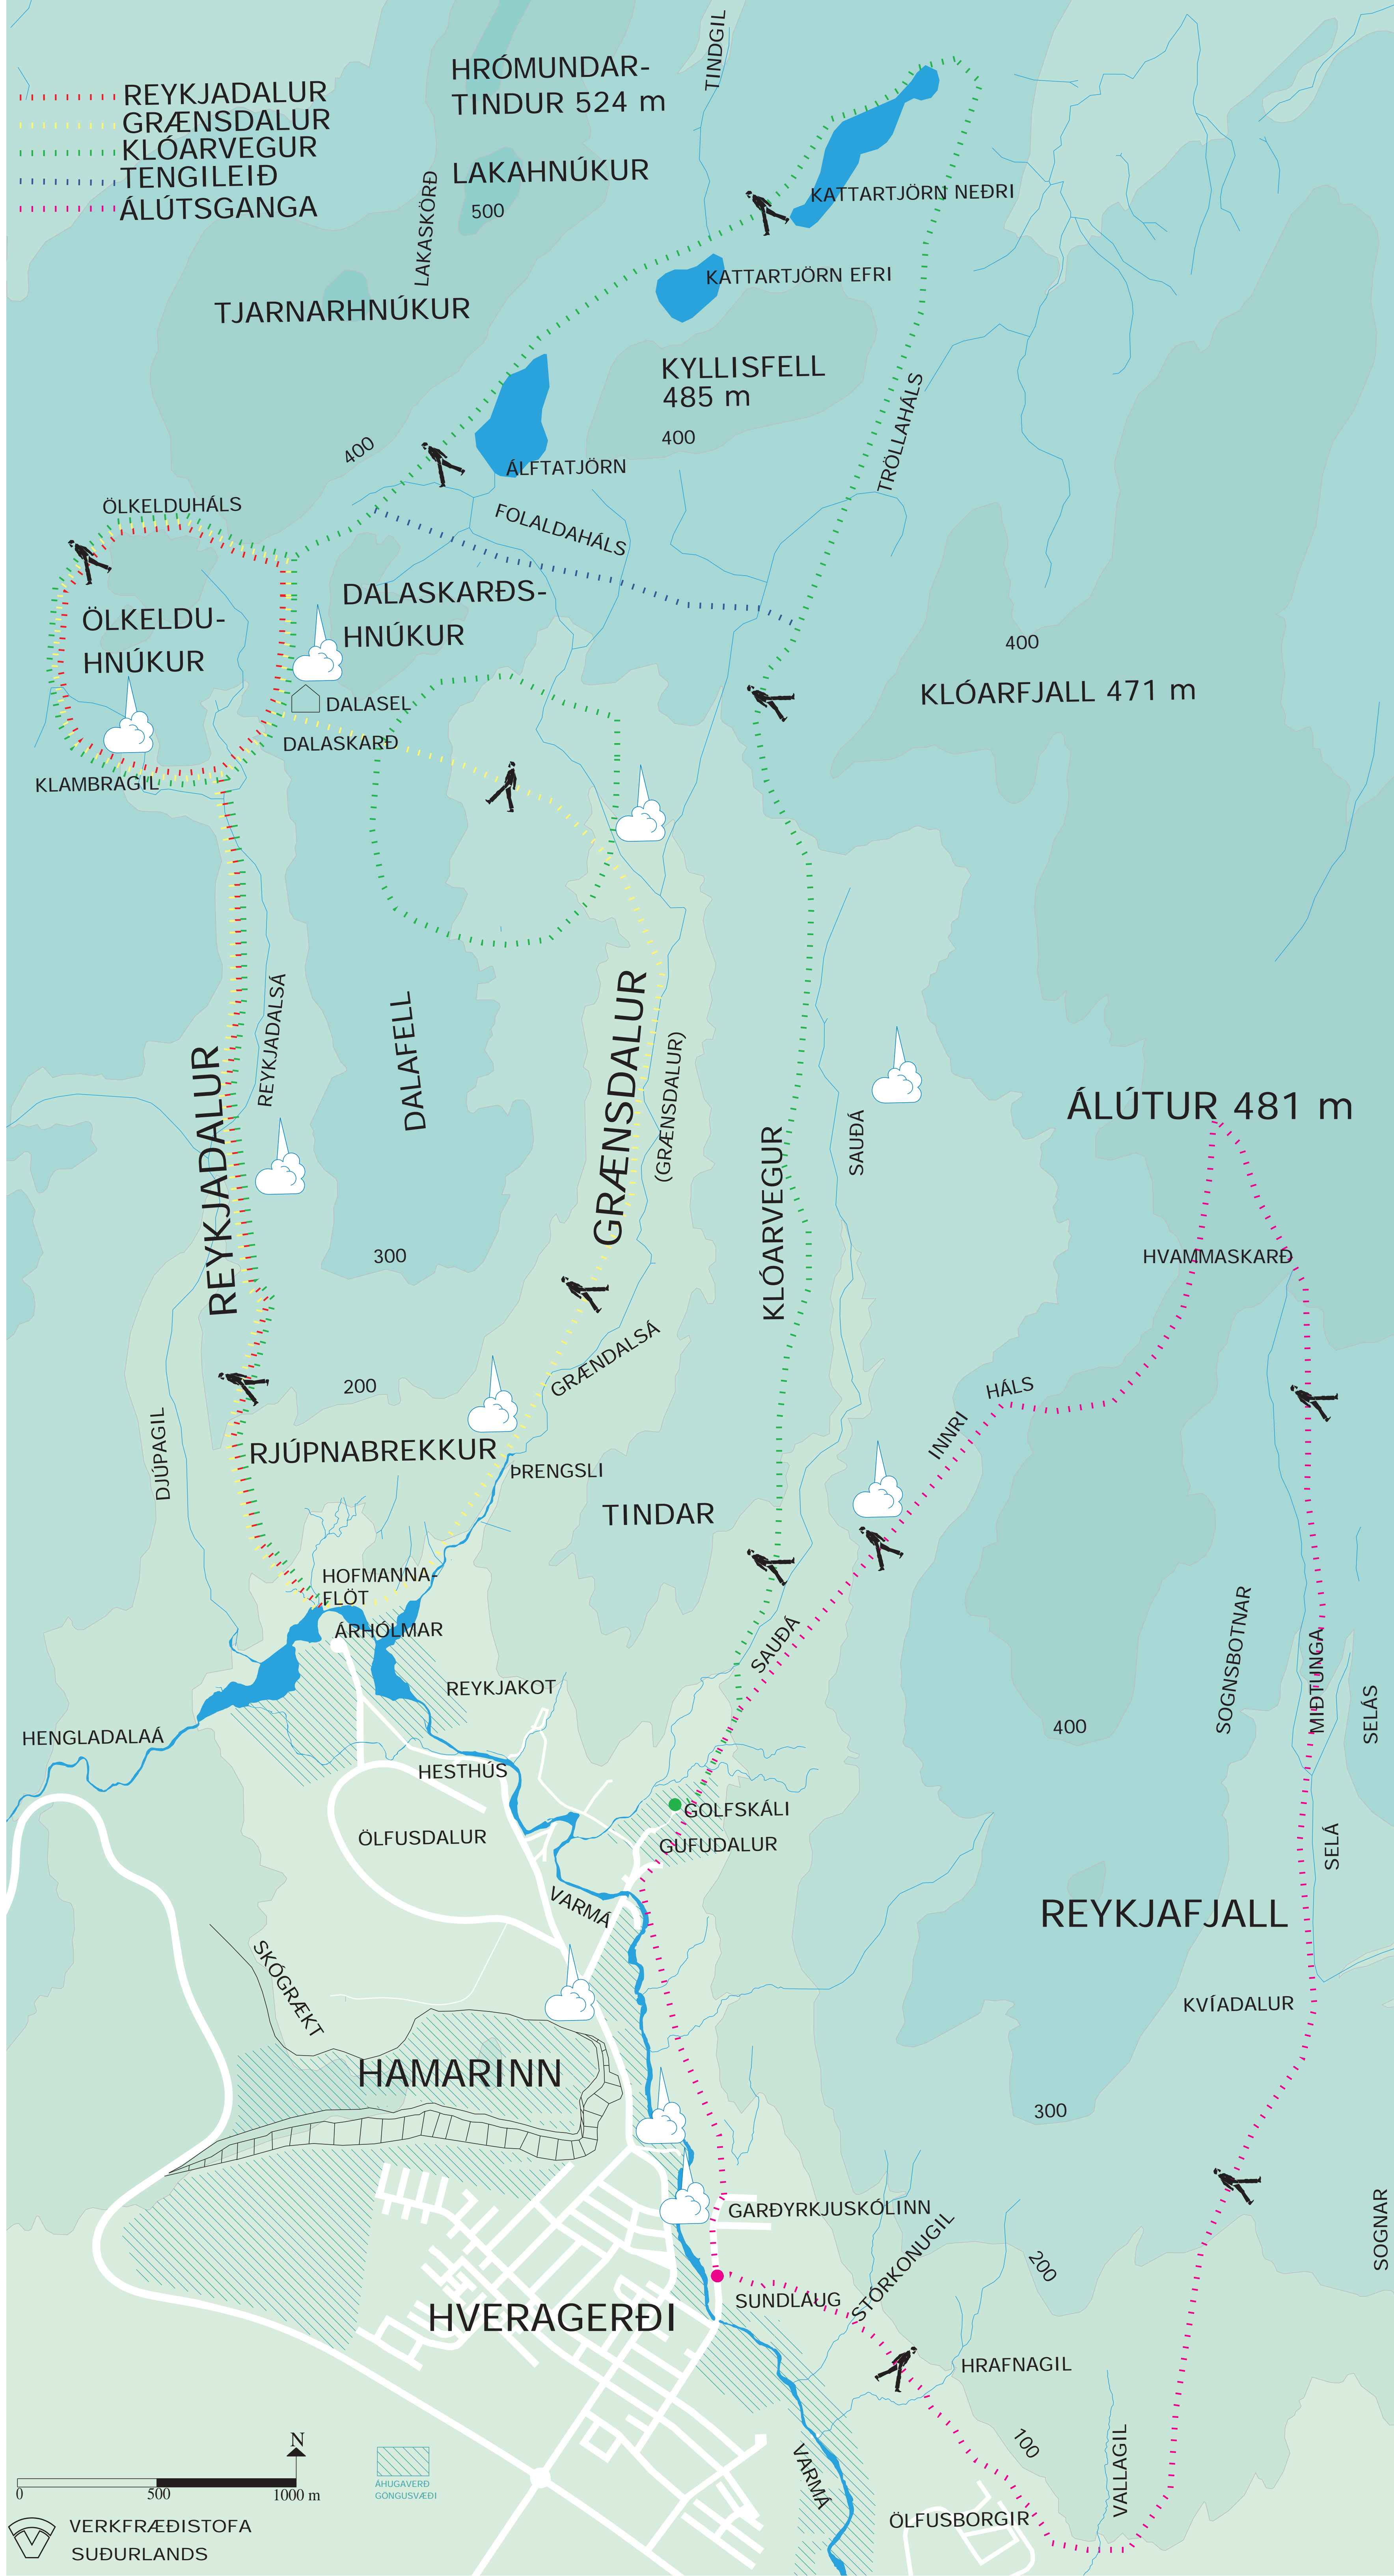 REYKJADALUR
GRÆNSDALUR
KLÓARVEGUR
TENGILEIÐ
ÁLÚTSGANGA
HRÓMUNDAR-
TINDUR 524 m
TINDGIL
LAKAHNÚKUR
LAKASKÖRÐ
500
KATTARTJÖRN NEÐRI
KATTARTJÖRN EFRI
TJARNARHNÚKUR
KYLLISFELL
485 m
400
TRÖLLAHÁLS
400
ÁLFTATJÖRN
ÖLKELDUHÁLS
FOLALDAHÁLS
ÖLKELDU-
HNÚKUR
DALASKARÐS-
HNÚKUR
400
KLÓARFJALL 471 m
DALASEL
DALASKARÐ
KLAMBRAGIL
REYKJADALUR
REYKJADALSÁ
DALAFELL
GRÆNSDALUR
(GRÆNSDALUR)
KLÓARVEGUR
SAUÐÁ
ÁLÚTUR 481 m
HVAMMASKARÐ
300
200
GRÆNDALSÁ
INNRI
HÁLS
DJÚPAGIL
RJÚPNABREKKUR
ÞRENGSLI
TINDAR
HOFMANNA-
FLÖT
ÁRHÓLMAR
SAUÐÁ
SOGNSBOTNAR
MIÐTUNGA
SELÁS
REYKJAKOT
HENGLADALAÁ
400
HESTHÚS
GOLFSKÁLI
GUFUDALUR
ÖLFUSDALUR
SELÁ
VARMÁ
REYKJAFJALL
SKÓGRÆKT
KVÍADALUR
HAMARINN
300
GARÐYRKJUSKÓLINN
STÓRKONUGIL
200
SOGNAR
SUNDLAUG
HVERAGERÐI
HRAFNAGIL
100
VALLAGIL
VARMÁ
ÖLFUSBORGIR
N
0
500
1000 m
ÁHUGAVERÐ
GÖNGUSVÆÐI
VERKFRÆÐISTOFA
SUÐURLANDS